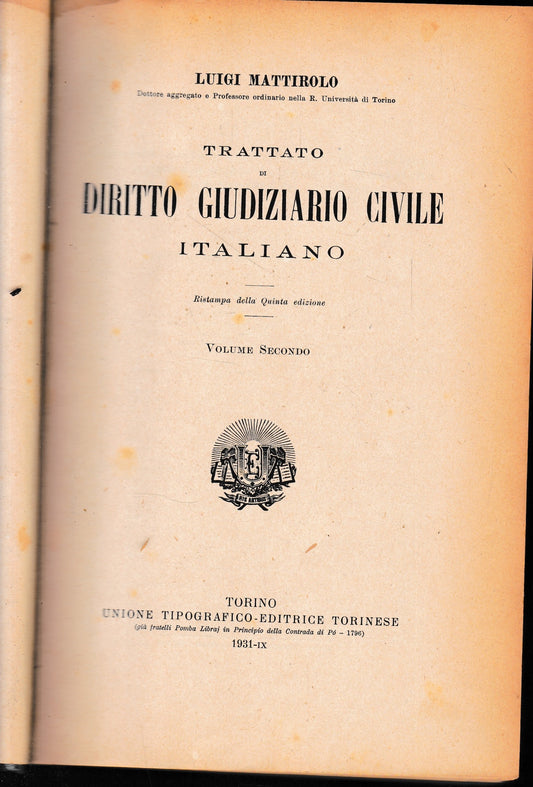 LUIGI MATTIROLO
Dottore aggregato e Professore ordinario nella R. Università di Torino
TRATTATO
DI
DIRITTO GIUDIZIARIO CIVILE
ITALIANO
Ristampa della Quinta edizione
VOLUME SECONDO
TORINO
UNIONE TIPOGRAFICO-EDITRICE TORINESE
(già fratelli Pomba Libraj in Principio della Contrada di Pó - 1796)
1931-IX